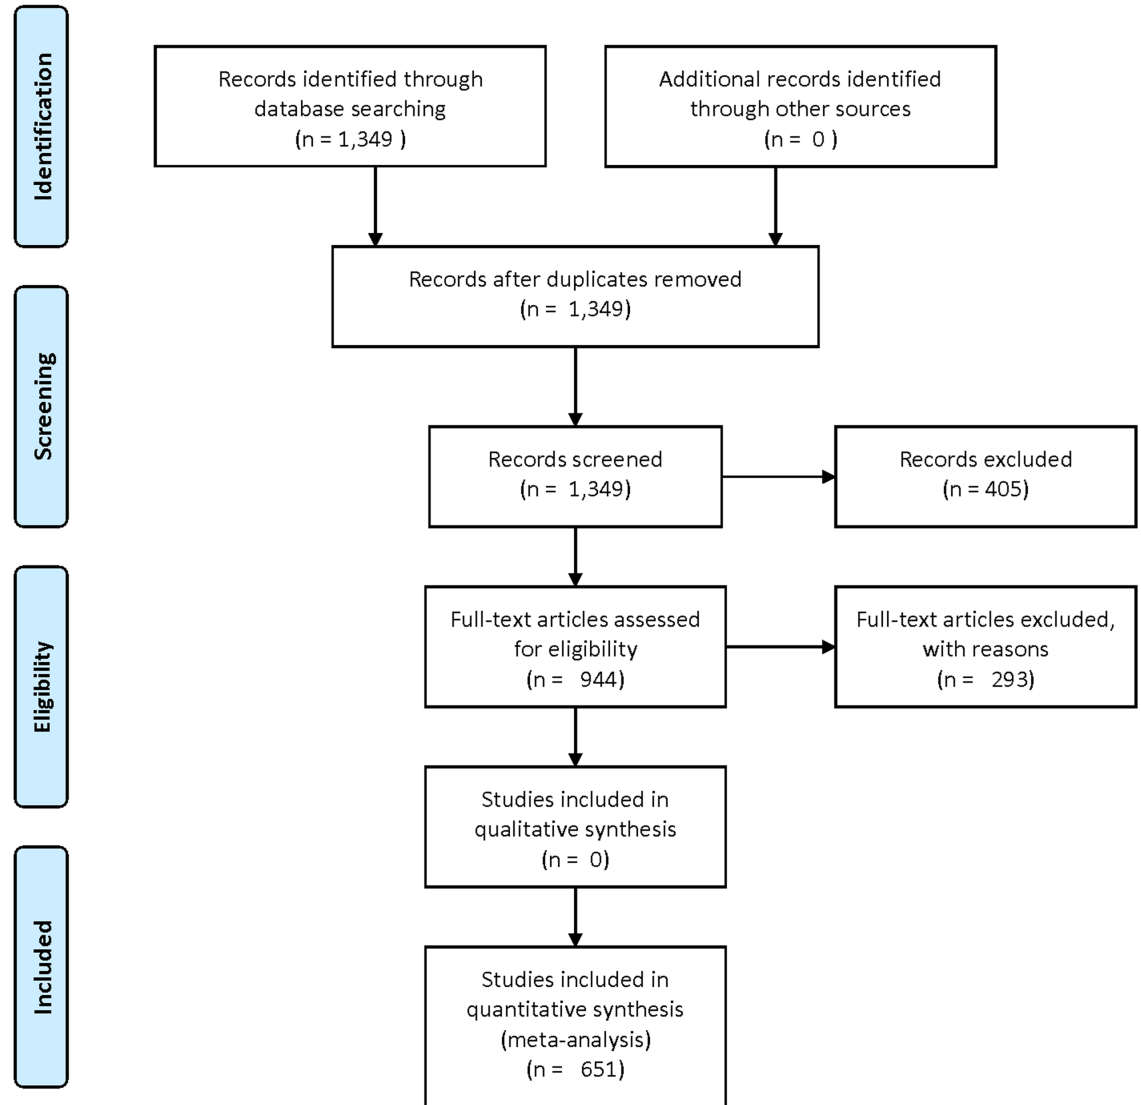 Identification
Records identified through
database searching
(n = 1,349 )
Additional records identified
through other sources
(n = 0 )
Records after duplicates removed
(n = 1,349)
Screening
Records screened
(n = 1,349)
Records excluded
(n = 405)
Eligibility
Full-text articles assessed
for eligibility
(n = 944)
Full-text articles excluded,
with reasons
(n = 293)
Studies included in
qualitative synthesis
(n = 0)
Included
Studies included in
quantitative synthesis
(meta-analysis)
(n = 651)